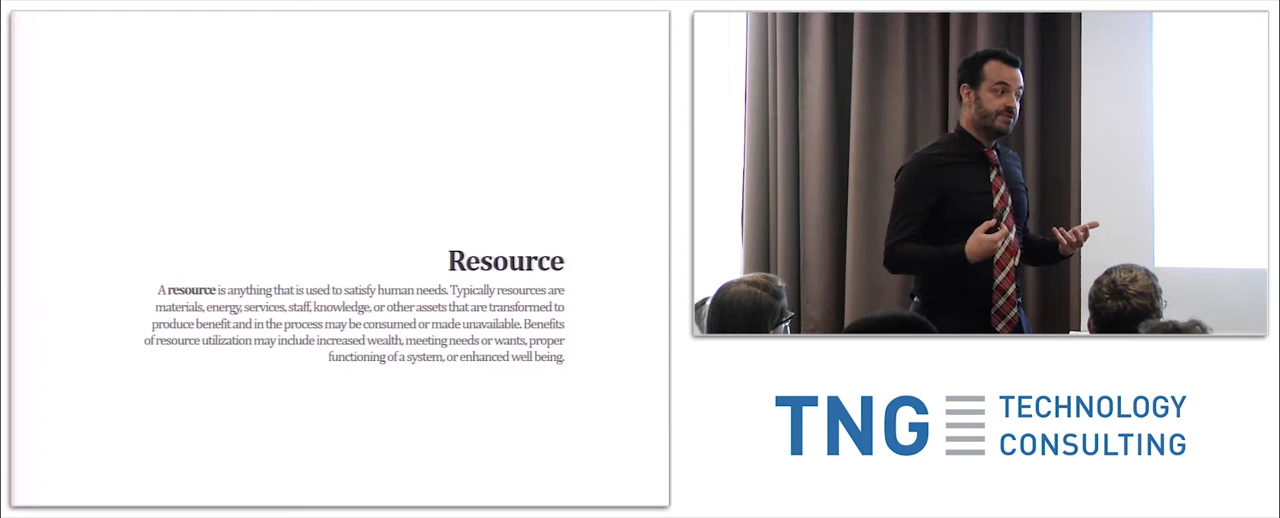 Resource
A resource is anything that is used to satisfy human needs. Typically resources are
materials, energy, services, staff, knowledge, or other assets that are transformed to
produce benefit and in the process may be consumed or made unavailable. Benefits
of resource utilization may include increased wealth, meeting needs or wants, proper
functioning of a system, or enhanced well being.
TNG TECHNOLOGY
CONSULTING